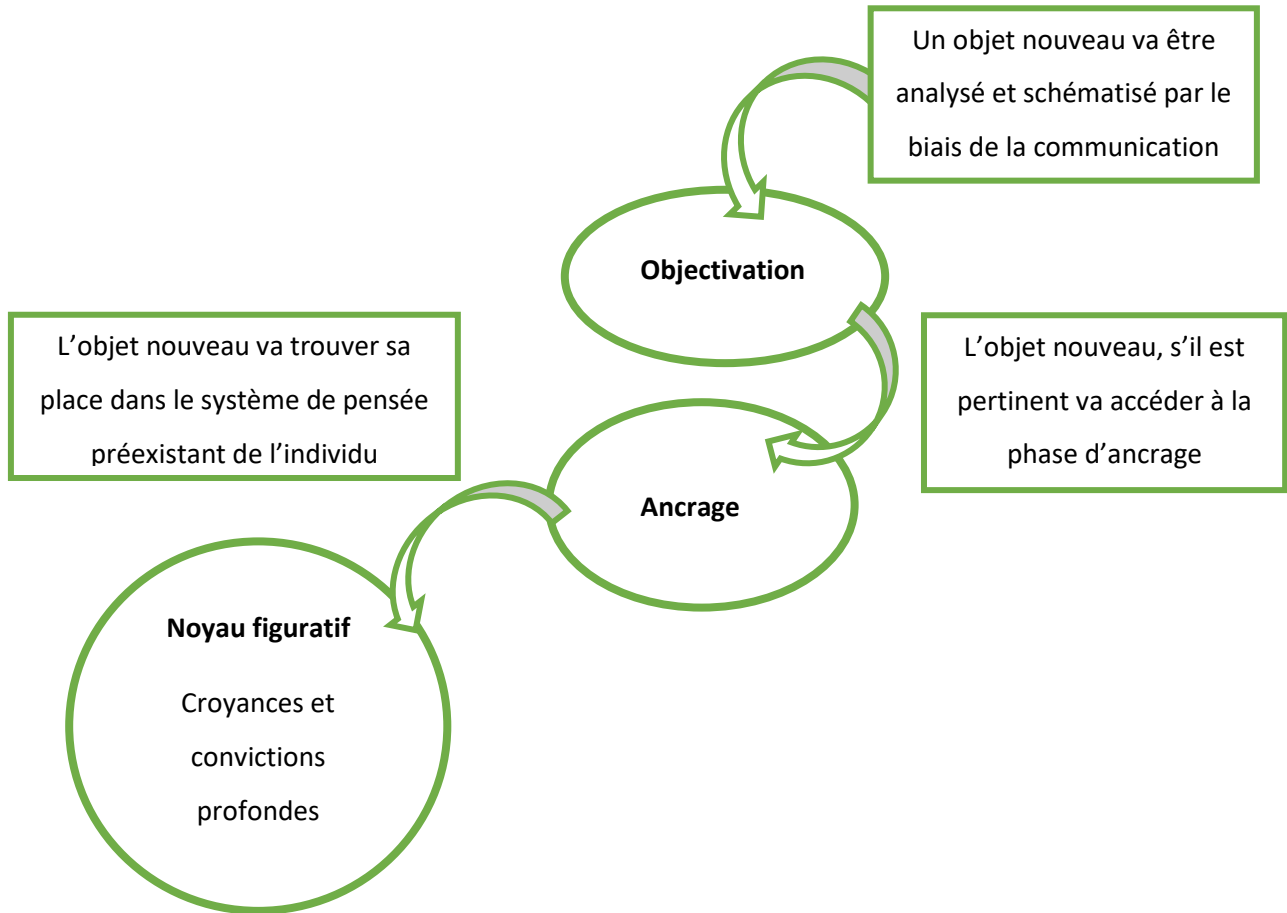 Un objet nouveau va être
analysé et schématisé par le
biais de la communication
Objectivation
L’objet nouveau va trouver sa
place dans le système de pensée
préexistant de l’individu
L’objet nouveau, s’il est
pertinent va accéder à la
phase d’ancrage
Ancrage
Noyau figuratif
Croyances et
convictions
profondes